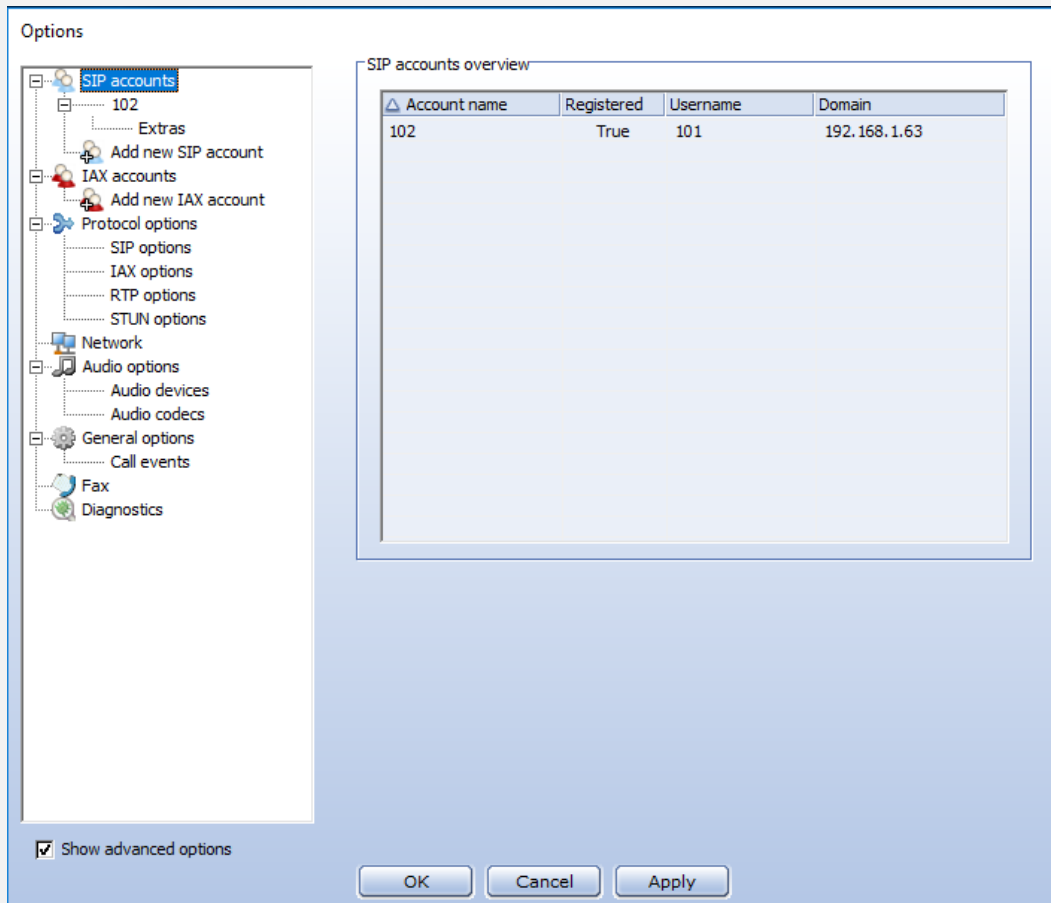 Options
SIP accounts
102
Extras
Add new SIP account
IAX accounts
Add new IAX account
Protocol options
SIP options
IAX options
RTP options
STUN options
Network
Audio options
Audio devices
Audio codecs
General options
Call events
Fax
Diagnostics
Show advanced options
SIP accounts overview
Account name Registered Username Domain
102 True 101 192.168.1.63
OK Cancel Apply